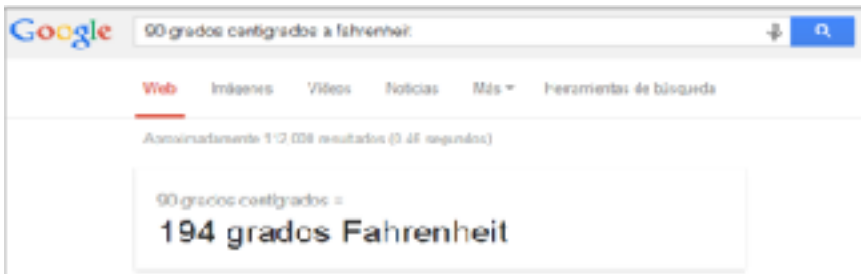 Google 90 grados centigrados a fahrenheit
Web Imágenes Vídeos Noticias Más Herramientas de búsqueda
Aproximadamente resultados segundos)
90 grados centigrados =
194 grados Fahrenheit